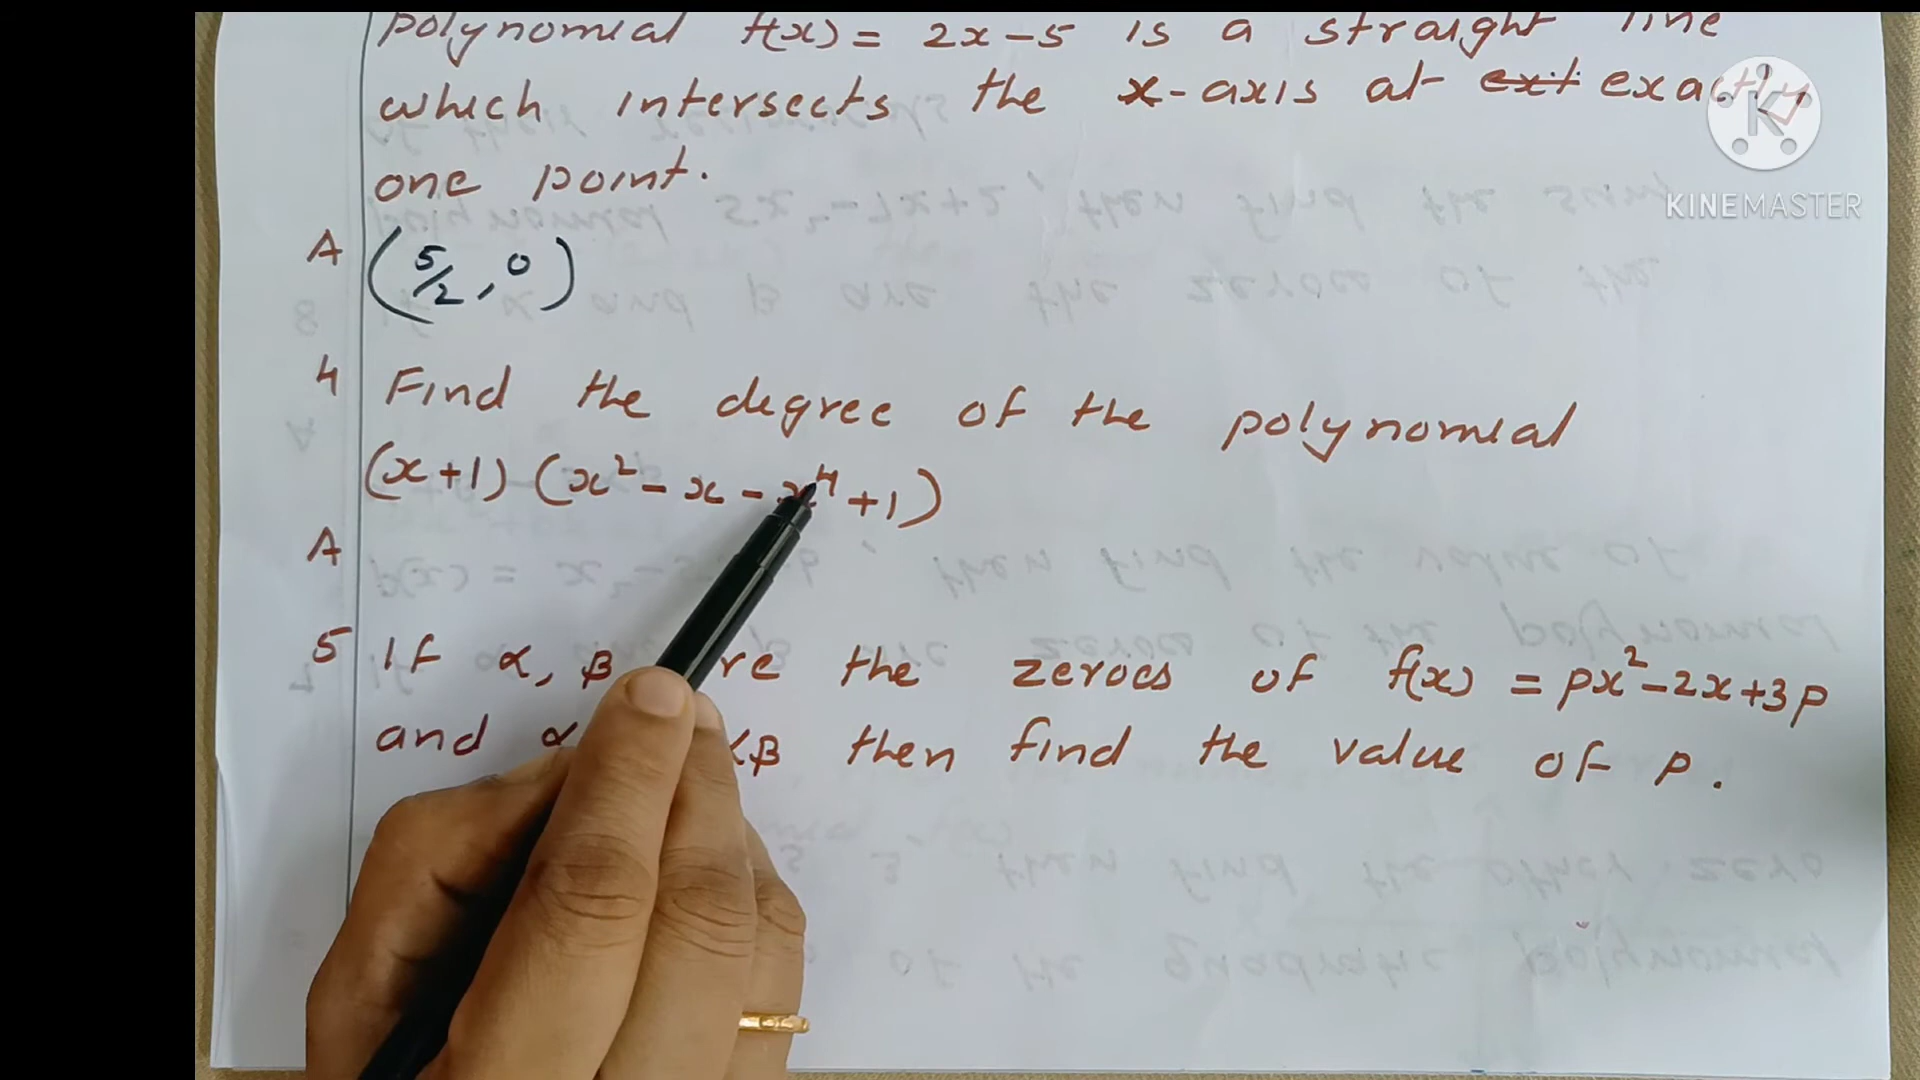 polynomial f(x) = 2x-5 is a straight line
which intersects the x-axis at ext exactly
one point.
A (5/2, 0)
4 Find the degree of the polynomial
(x+1) (x² - x - x⁴ + 1)
A
5 If α, β are the zeroes of f(x) = px²-2x+3p
and α αβ then find the value of p.
K
KINEMASTER